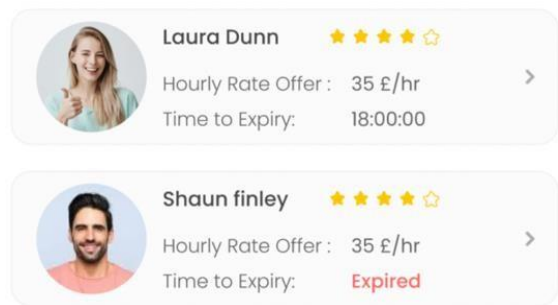 Laura Dunn
Hourly Rate Offer : 35 £/hr
Time to Expiry: 18:00:00
Shaun finley
Hourly Rate Offer : 35 £/hr
Time to Expiry: Expired